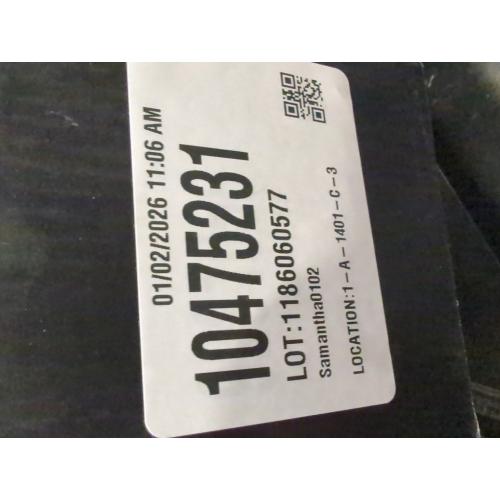 01/02/2026 11:06 AM
10475231
LOT:1186060577
Samantha0102
LOCATION:1-A-1401-C-3